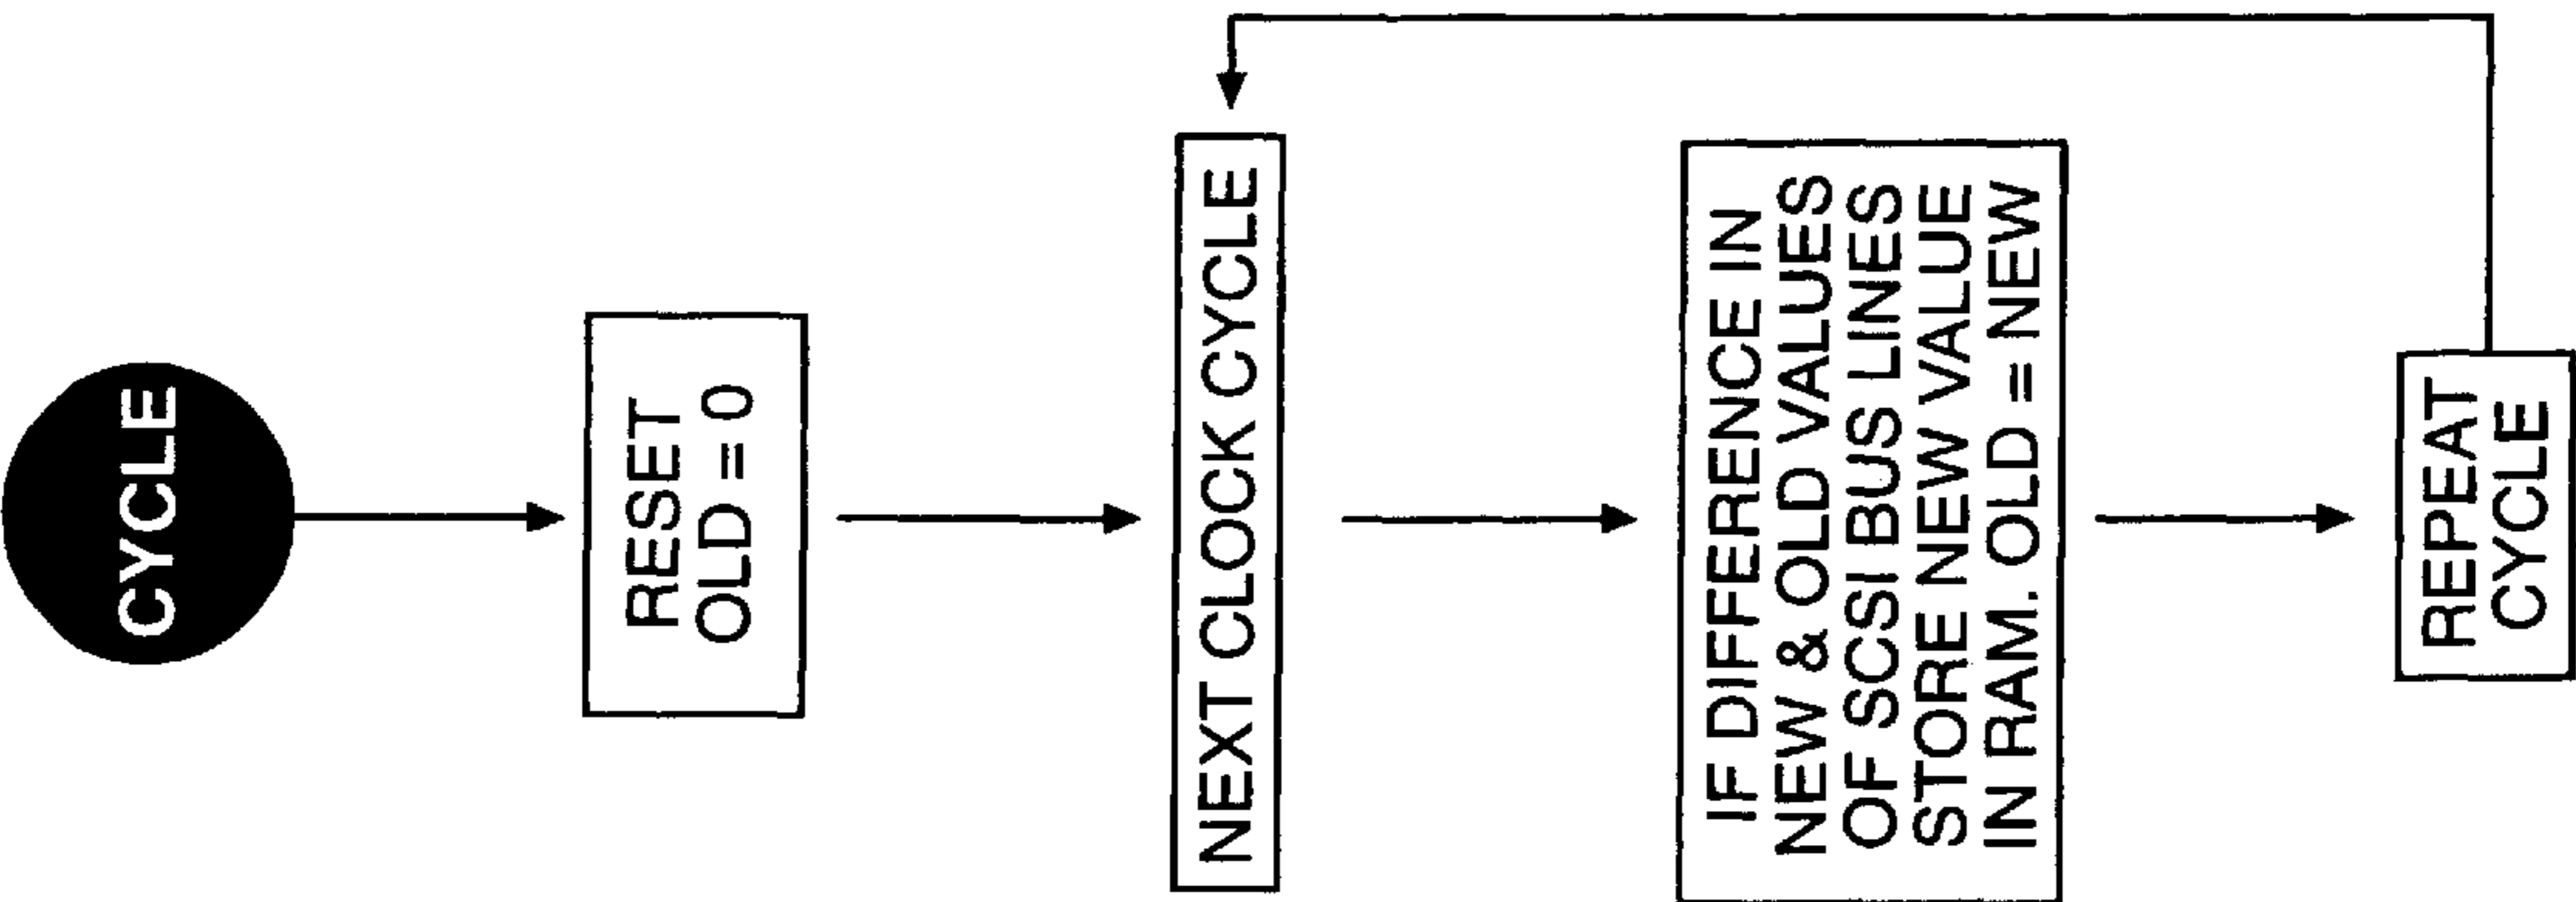 CYCLE
RESET
OLD = 0
NEXT CLOCK CYCLE
IF DIFFERENCE IN
NEW & OLD VALUES
OF SCSI BUS LINES
STORE NEW VALUE
IN RAM. OLD = NEW
REPEAT
CYCLE